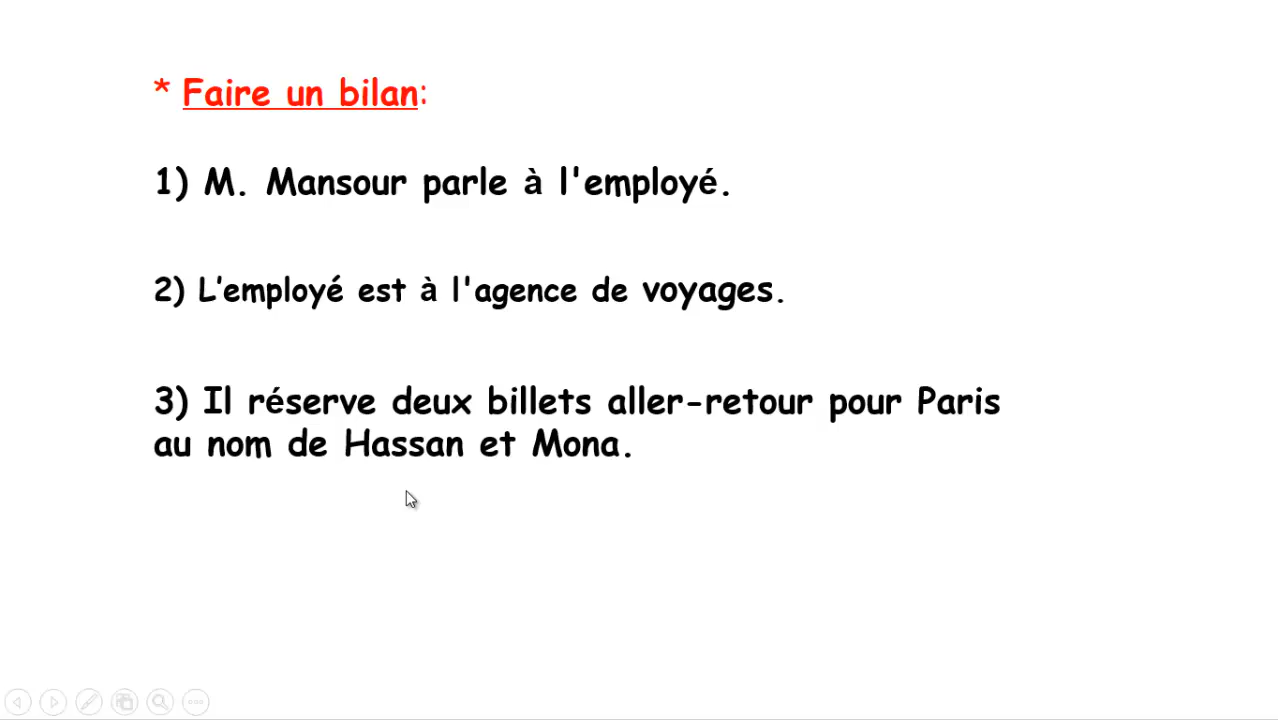 * Faire un bilan:
1) M. Mansour parle à l'employé.
2) L'employé est à l'agence de voyages.
3) Il réserve deux billets aller-retour pour Paris
au nom de Hassan et Mona.